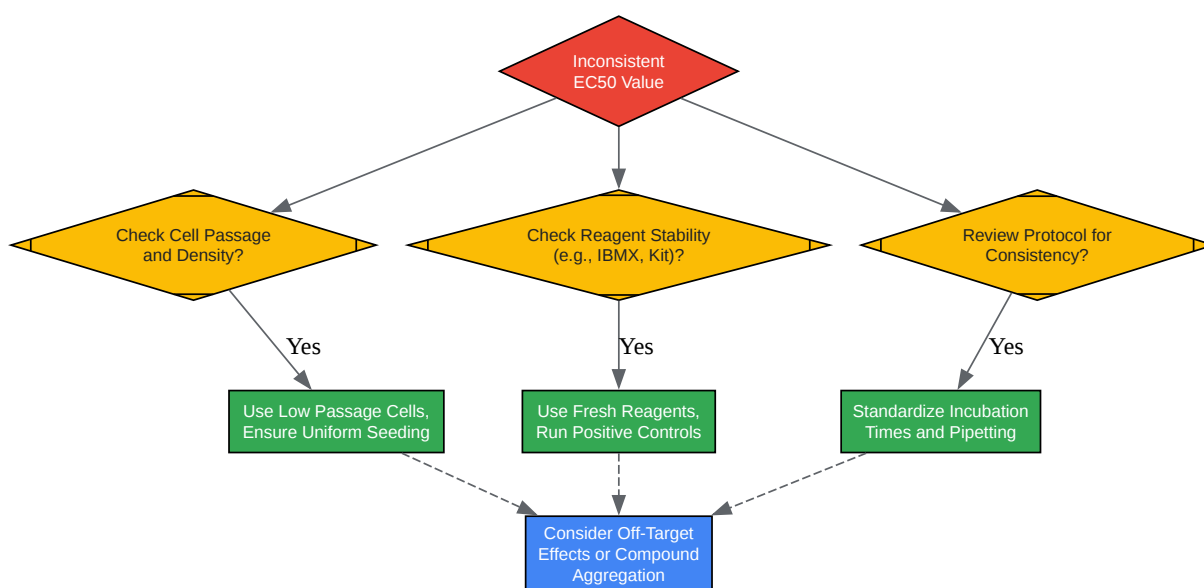 Inconsistent
EC50 Value
Check Cell Passage
and Density?
Check Reagent Stability
(e.g., IBMX, Kit)?
Review Protocol for
Consistency?
Yes
Yes
Yes
Use Low Passage Cells,
Ensure Uniform Seeding
Use Fresh Reagents,
Run Positive Controls
Standardize Incubation
Times and Pipetting
Consider Off-Target
Effects or Compound
Aggregation